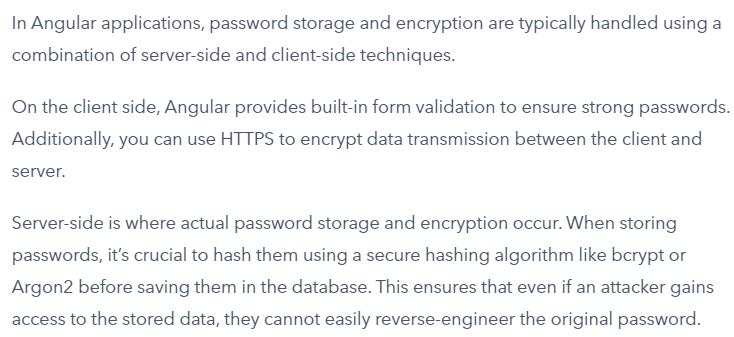 In Angular applications, password storage and encryption are typically handled using a
combination of server-side and client-side techniques.
On the client side, Angular provides built-in form validation to ensure strong passwords.
Additionally, you can use HTTPS to encrypt data transmission between the client and
server.
Server-side is where actual password storage and encryption occur. When storing
passwords, it’s crucial to hash them using a secure hashing algorithm like bcrypt or
Argon2 before saving them in the database. This ensures that even if an attacker gains
access to the stored data, they cannot easily reverse-engineer the original password.